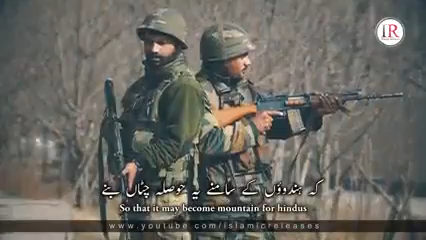 IR
کہ ہندوؤں کے سامنے یہ حوصلہ چٹاں بنے
So that it may become mountain for hindus
www.youtube.com/islamicreleases